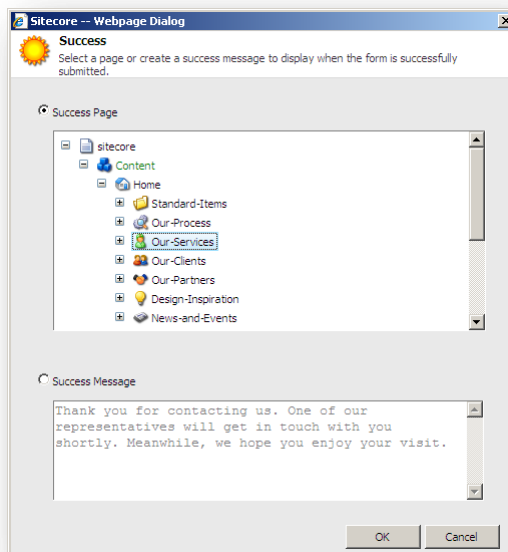 Sitecore -- Webpage Dialog
Success
Select a page or create a success message to display when the form is successfully
submitted.
Success Page
sitecore
Content
Home
Standard-Items
Our-Process
Our-Services
Our-Clients
Our-Partners
Design-Inspiration
News-and-Events
Success Message
Thank you for contacting us. One of our
representatives will get in touch with you
shortly. Meanwhile, we hope you enjoy your visit.
OK Cancel